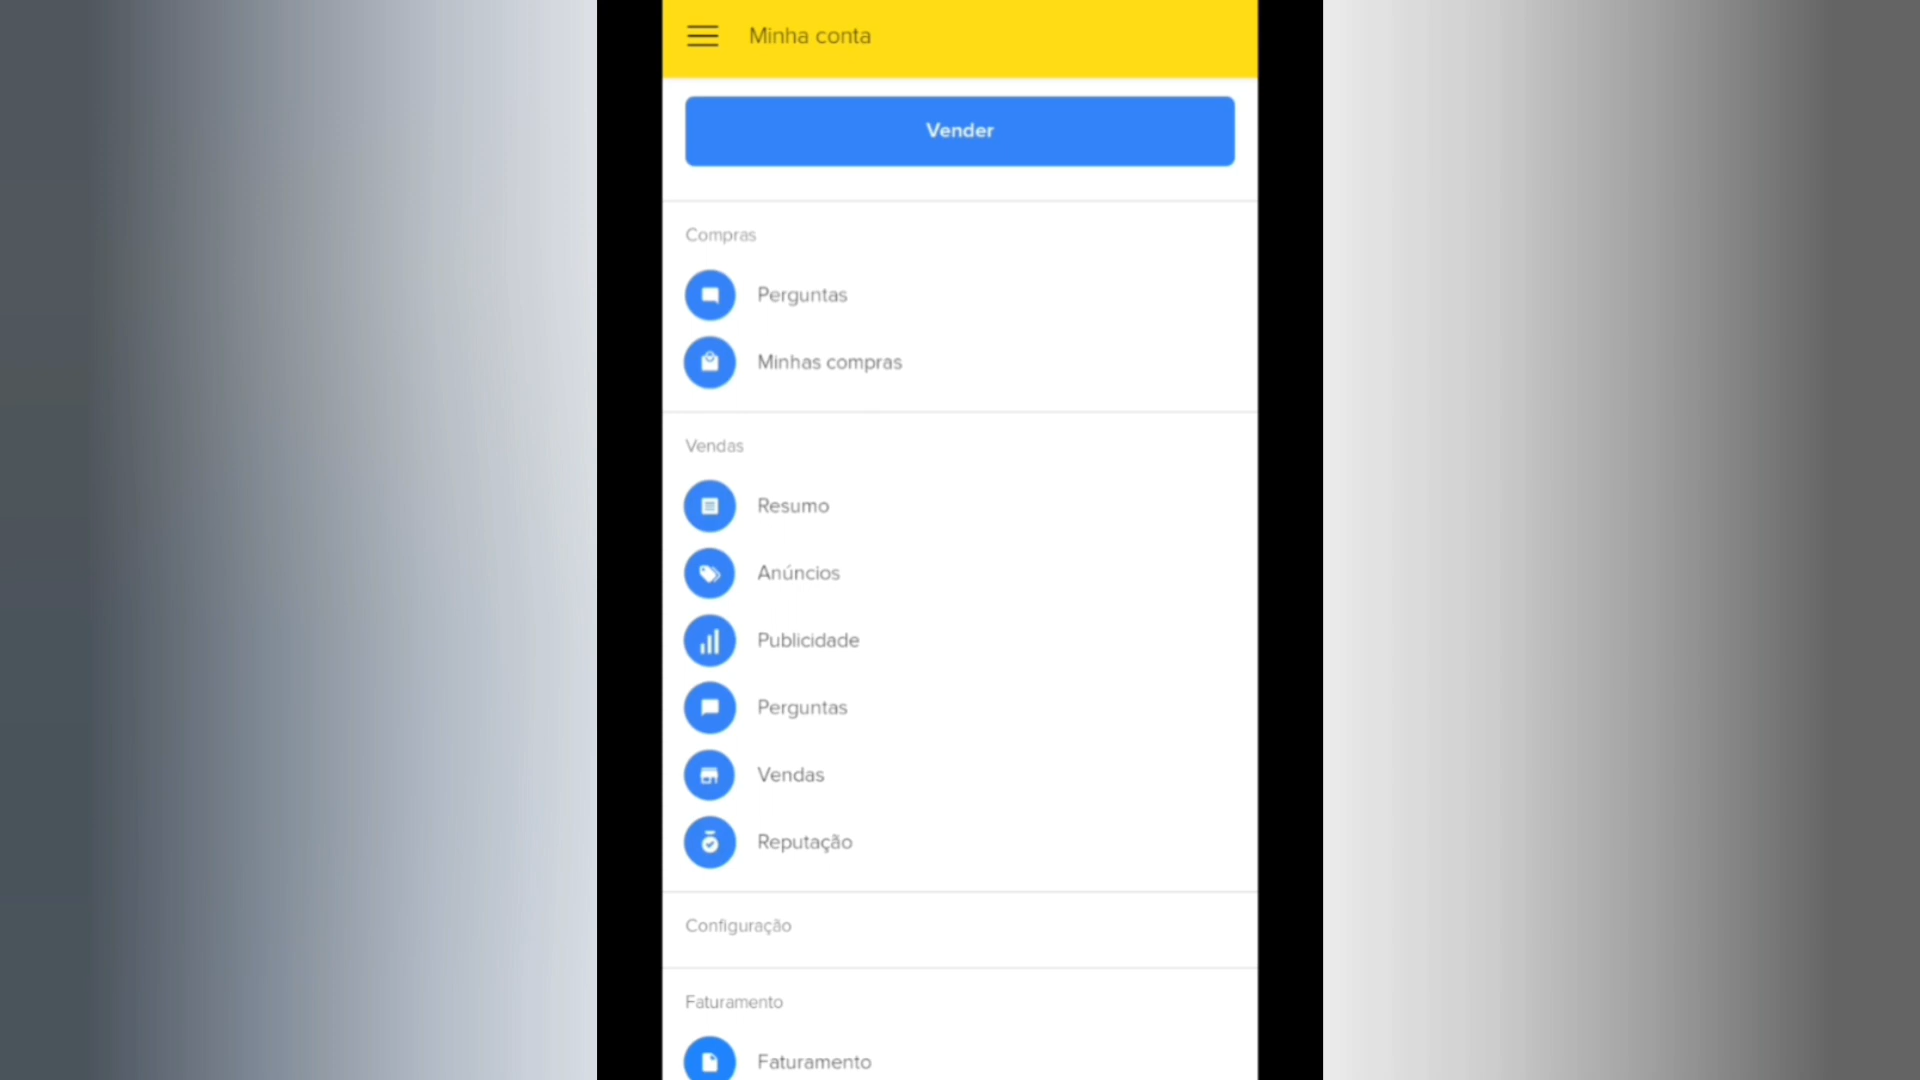 Minha conta
Vender
Compras
Perguntas
Minhas compras
Vendas
Resumo
Anúncios
Publicidade
Perguntas
Vendas
Reputação
Configuração
Faturamento
Faturamento